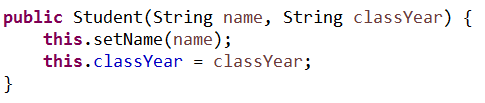 public Student(String name, String classYear) {
    this.setName(name);
    this.classYear = classYear;
}